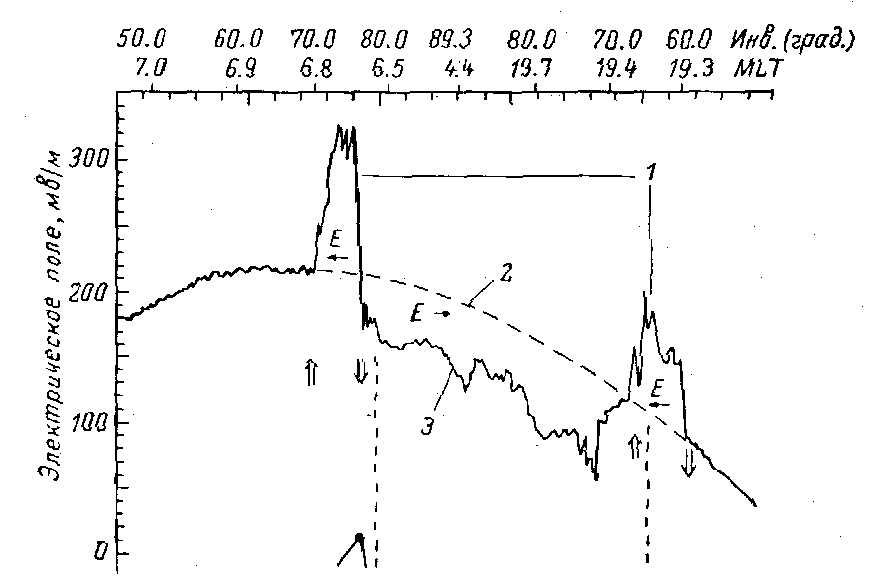 50.0 60.0 70.0 80.0 89.3 80.0 70.0 60.0 Инв. (град.)
7.0 6.9 6.8 6.5 4.4 19.7 19.4 19.3 MLT
Электрическое поле, мв/м
300
1
E
200
2
E
E
100
3
0